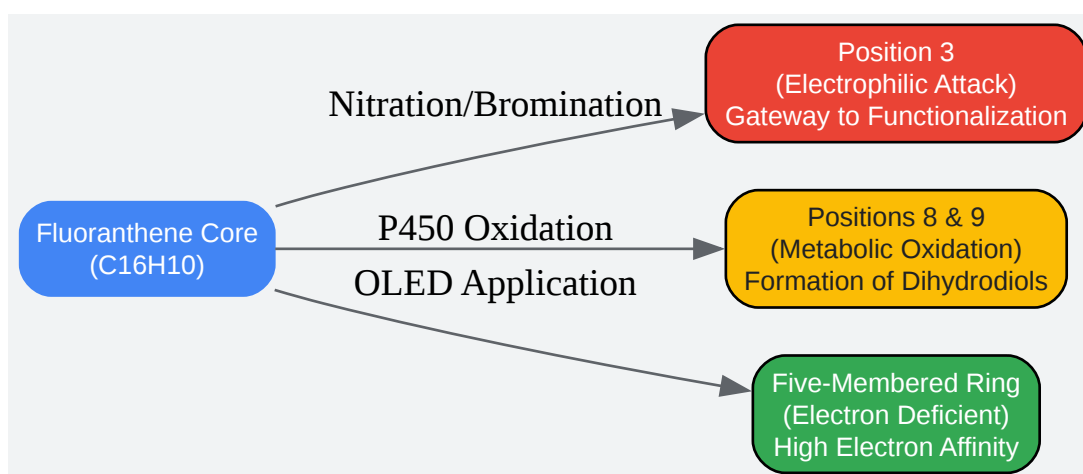 Position 3
(Electrophilic Attack)
Gateway to Functionalization
Nitration/Bromination
Fluoranthene Core
(C16H10)
P450 Oxidation
Positions 8 & 9
(Metabolic Oxidation)
Formation of Dihydrodiols
OLED Application
Five-Membered Ring
(Electron Deficient)
High Electron Affinity